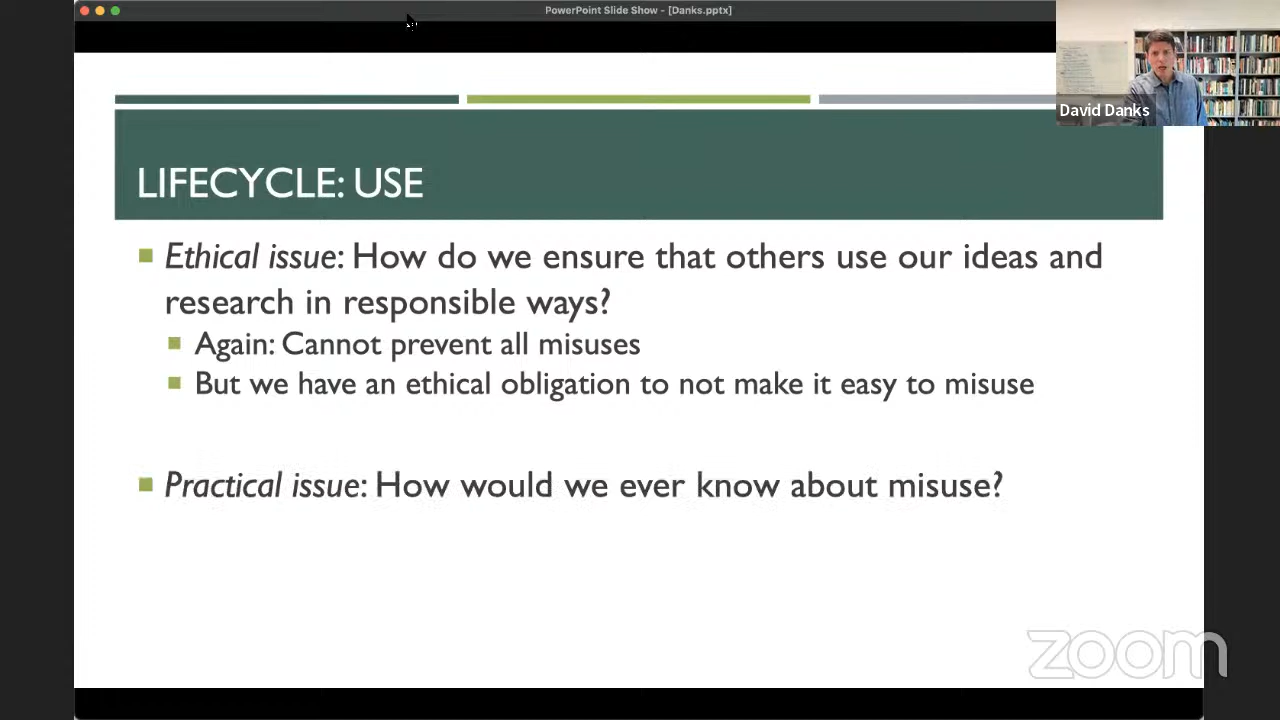 PowerPoint Slide Show - [Danks.pptx]
David Danks
LIFECYCLE: USE
Ethical issue: How do we ensure that others use our ideas and
research in responsible ways?
Again: Cannot prevent all misuses
But we have an ethical obligation to not make it easy to misuse
Practical issue: How would we ever know about misuse?
zoom